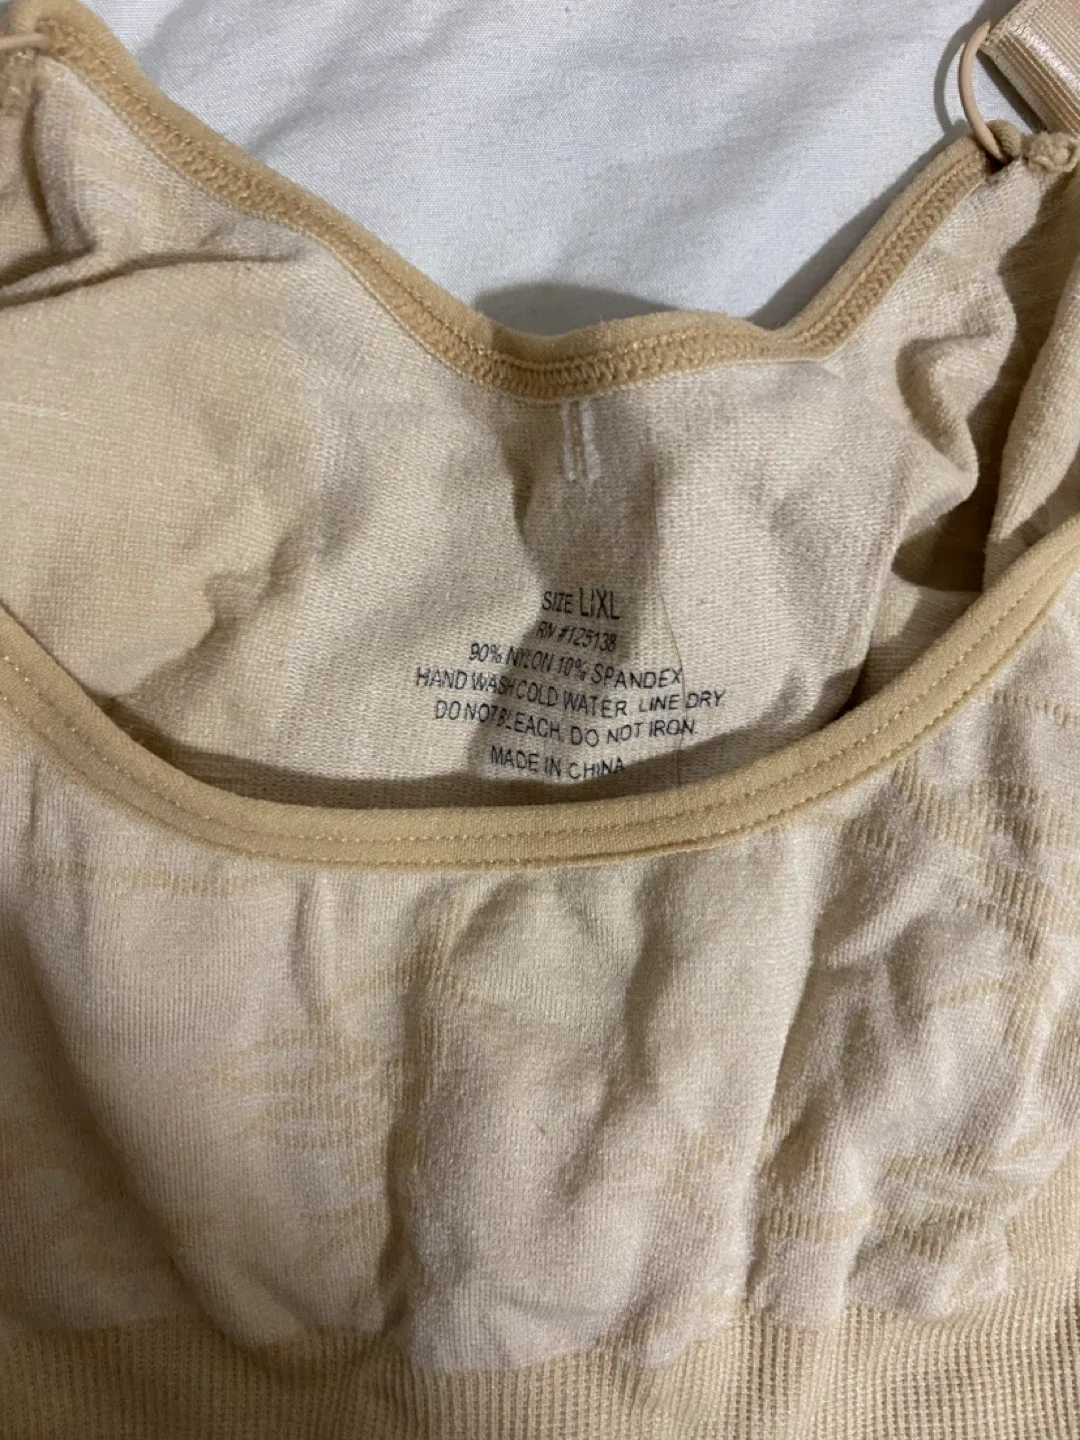 SIZE L/XL
RN #125138
90% NYLON 10% SPANDEX
HAND WASH COLD WATER. LINE DRY.
DO NOT BLEACH. DO NOT IRON.
MADE IN CHINA